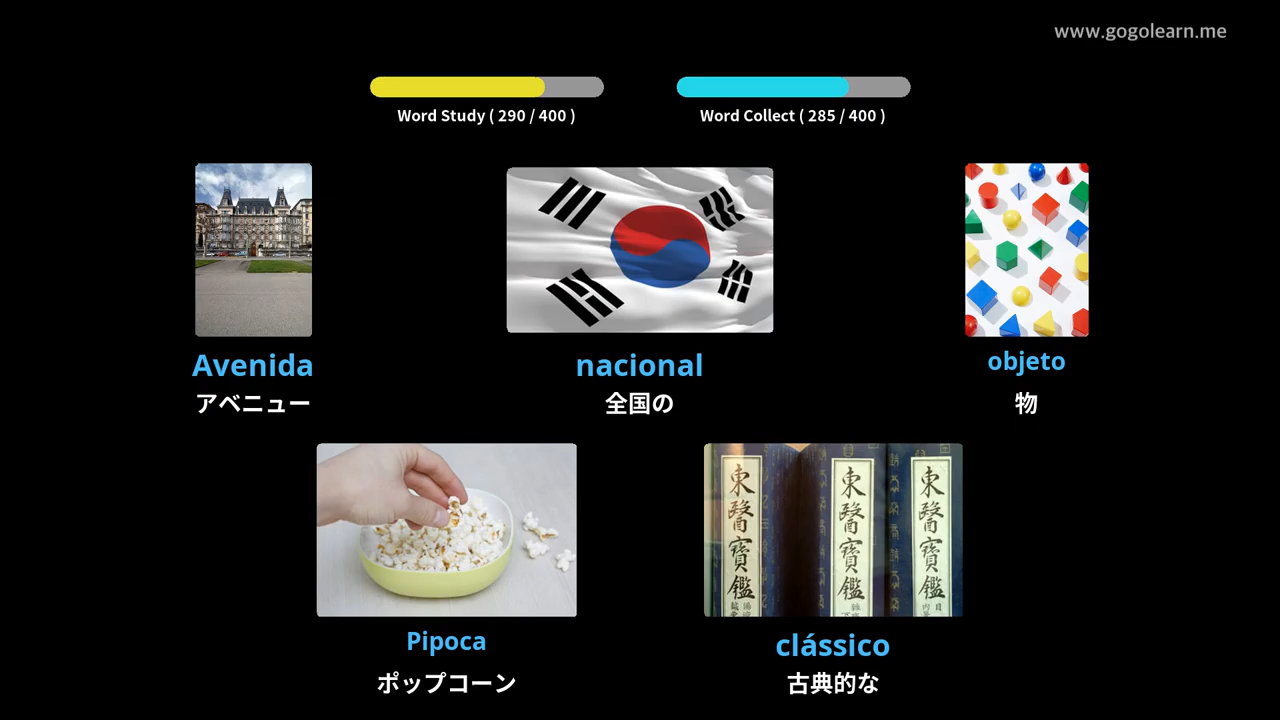 www.gogolearn.me
Word Study ( 290 / 400 )
Word Collect ( 285 / 400 )
Avenida
アベニュー
nacional
全国の
objeto
物
東醫寶鑑
東醫寶鑑
東醫寶鑑
Pipoca
ポップコーン
clássico
古典的な